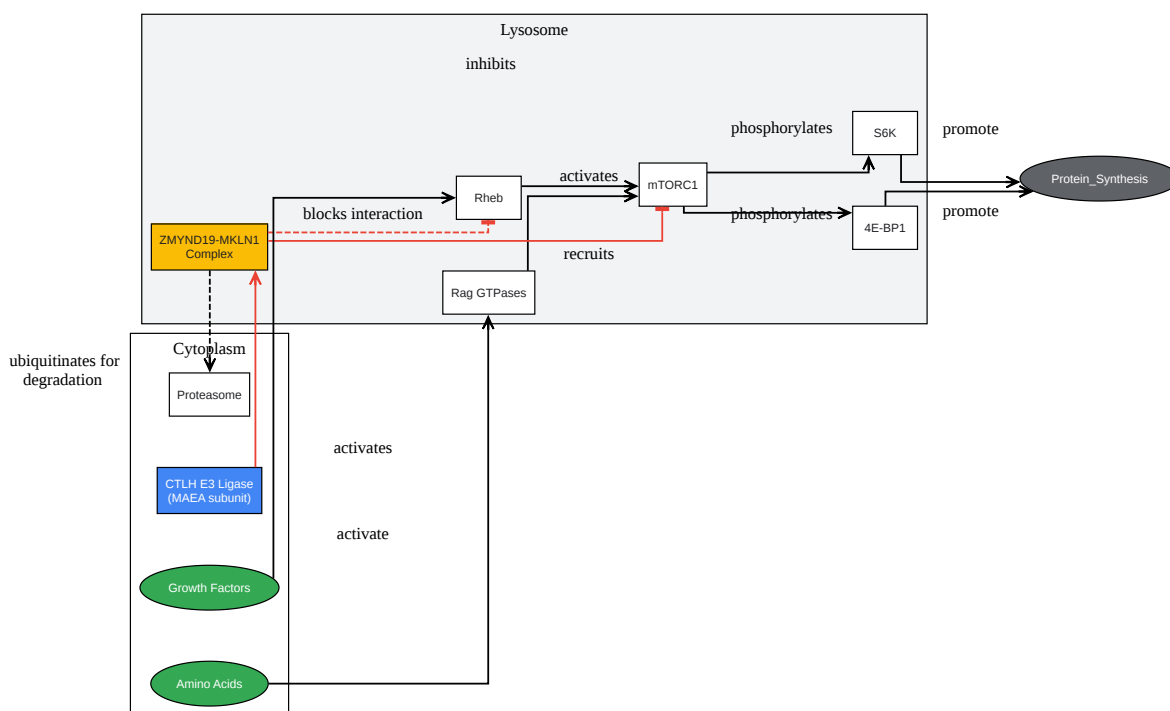 Lysosome
inhibits
phosphorylates
S6K
promote
activates
mTORC1
Protein_Synthesis
Rheb
blocks interaction
phosphorylates
promote
4E-BP1
ZMYND19-MKLN1
Complex
recruits
Rag GTPases
Cytoplasm
ubiquitinates for
degradation
Proteasome
activates
CTLH E3 Ligase
(MAEA subunit)
activate
Growth Factors
Amino Acids